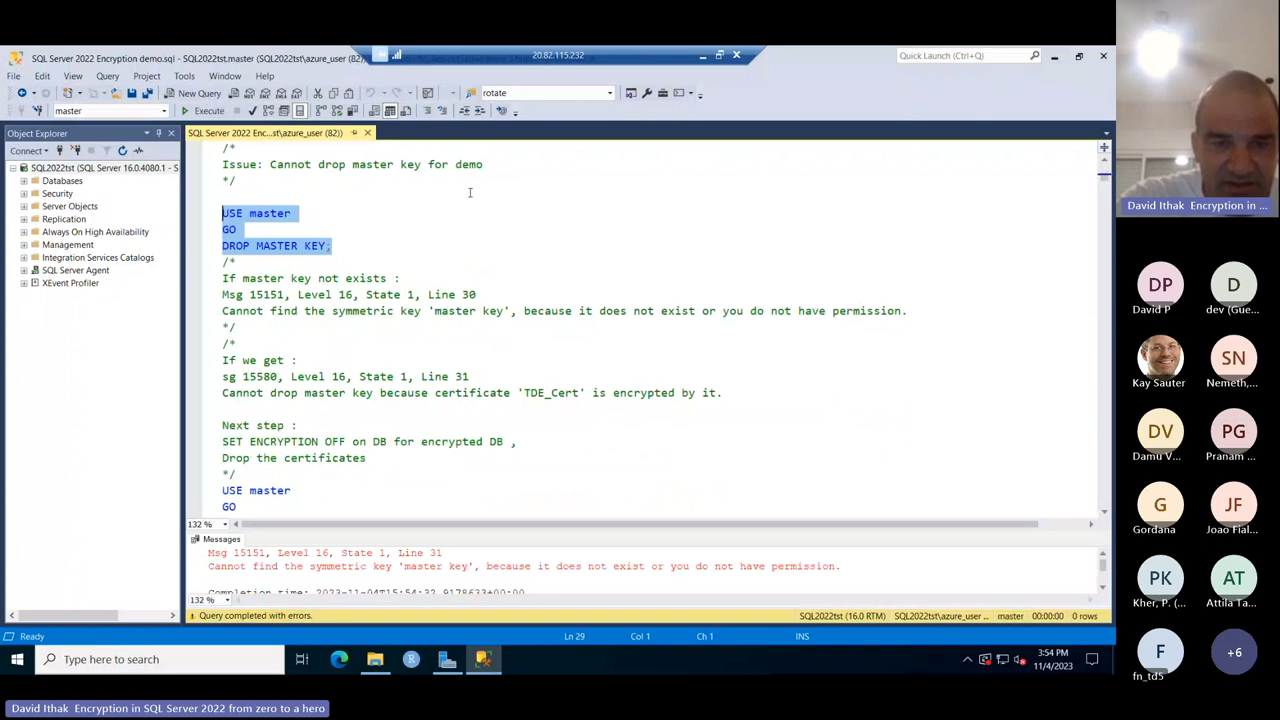 SQL Server 2022 Encryption demo.sql - SQL2022tst.master (SQL2022tst\azure_user (82))
20.82.115.232
Quick Launch (Ctrl+Q)
File Edit View Query Project Tools Window Help
New Query
rotate
master
Execute
Object Explorer
SQL Server 2022 Enc...st\azure_user (82))
Connect
SQL2022tst (SQL Server 16.0.4080.1 - S
Databases
Security
Server Objects
Replication
Always On High Availability
Management
Integration Services Catalogs
SQL Server Agent
XEvent Profiler
/*
Issue: Cannot drop master key for demo
*/
USE master
GO
DROP MASTER KEY;
/*
If master key not exists :
Msg 15151, Level 16, State 1, Line 30
Cannot find the symmetric key 'master key', because it does not exist or you do not have permission.
*/
/*
If we get :
sg 15580, Level 16, State 1, Line 31
Cannot drop master key because certificate 'TDE_Cert' is encrypted by it.
Next step :
SET ENCRYPTION OFF on DB for encrypted DB ,
Drop the certificates
*/
USE master
GO
132 %
Messages
Msg 15151, Level 16, State 1, Line 31
Cannot find the symmetric key 'master key', because it does not exist or you do not have permission.
Completion time: 2023-11-04T15:54:32.9178633+00:00
132 %
Query completed with errors.
SQL2022tst (16.0 RTM)
SQL2022tst\azure_user ...
master
00:00:00
0 rows
Ready
Ln 29
Col 1
Ch 1
INS
Type here to search
3:54 PM
11/4/2023
David Ithak Encryption in ...
DP
D
David P
dev (Gue...
SN
Kay Sauter
Nemeth,...
DV
PG
Damu V...
Pranam ...
G
JF
Gordana
Joao Fial...
PK
AT
Kher, P. (...
Attila Ta...
F
+6
fn_td5
David Ithak Encryption in SQL Server 2022 from zero to a hero